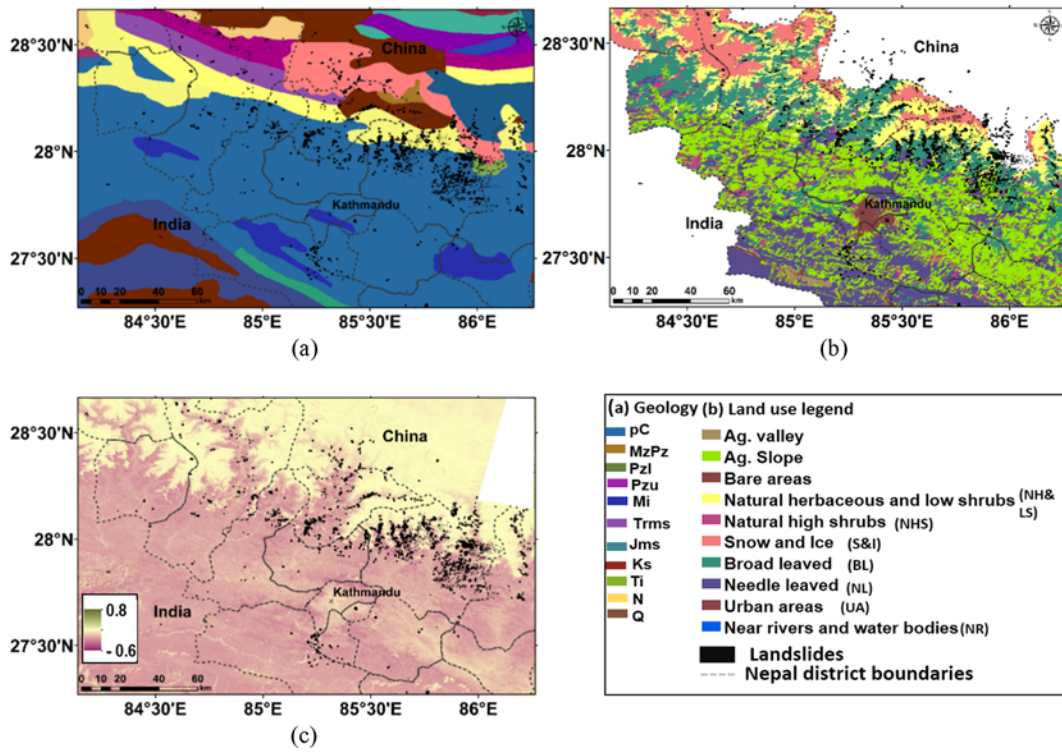 28°30'N
28°N
27°30'N
China
Kathmandu
India
0 10 20 40 60
km
84°30'E 85°E 85°30'E 86°E
(a)
28°30'N
28°N
27°30'N
China
Kathmandu
India
0 10 20 40 60
km
84°30'E 85°E 85°30'E 86°E
(b)
28°30'N
28°N
27°30'N
China
Kathmandu
India
0.8
- 0.6
0 10 20 40 60
km
84°30'E 85°E 85°30'E 86°E
(c)
(a) Geology (b) Land use legend
pC
MzPz
Pzl
Pzu
Mi
Trms
Jms
Ks
Ti
N
Q
Ag. valley
Ag. Slope
Bare areas
Natural herbaceous and low shrubs (NH& LS)
Natural high shrubs (NHS)
Snow and Ice (S&I)
Broad leaved (BL)
Needle leaved (NL)
Urban areas (UA)
Near rivers and water bodies(NR)
Landslides
Nepal district boundaries